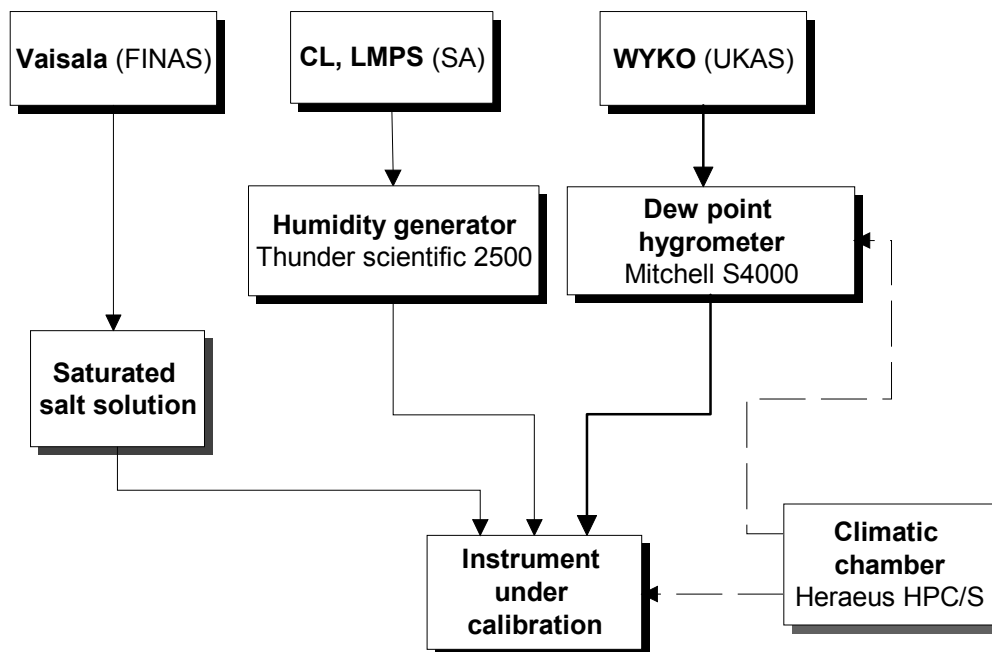 Vaisala (FINAS)
CL, LMPS (SA)
WYKO (UKAS)
Humidity generator
Thunder scientific 2500
Dew point
hygrometer
Mitchell S4000
Saturated
salt solution
Instrument
under
calibration
Climatic
chamber
Heraeus HPC/S